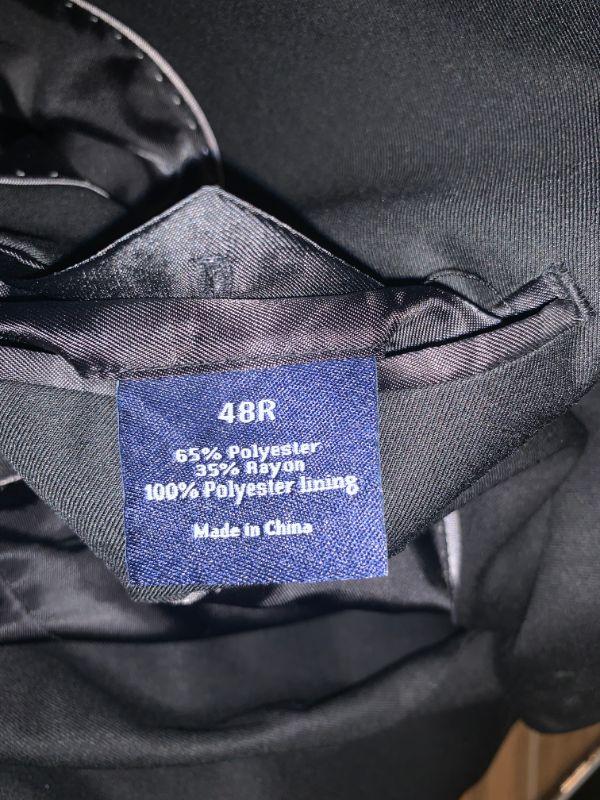 48R
65% Polyester
35% Rayon
100% Polyester lining
Made in China